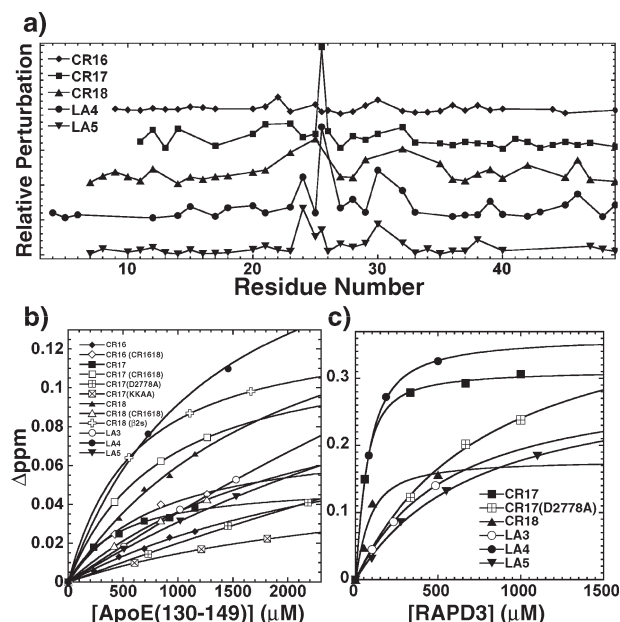 a)
Relative Perturbation
CR16
CR17
CR18
LA4
LA5
10 20 30 40
Residue Number
b)
Δppm
0.12
0.1
0.08
0.06
0.04
0.02
0
CR16
CR16 (CR1618)
CR17
CR17 (CR1618)
CR17(D2778A)
CR17(KKAA)
CR18
CR18 (CR1618)
CR18 (β2s)
LA3
LA4
LA5
0 500 1000 1500 2000
[ApoE(130-149)] (μM)
c)
0.3
0.2
0.1
0
CR17
CR17(D2778A)
CR18
LA3
LA4
LA5
0 500 1000 1500
[RAPD3] (μM)